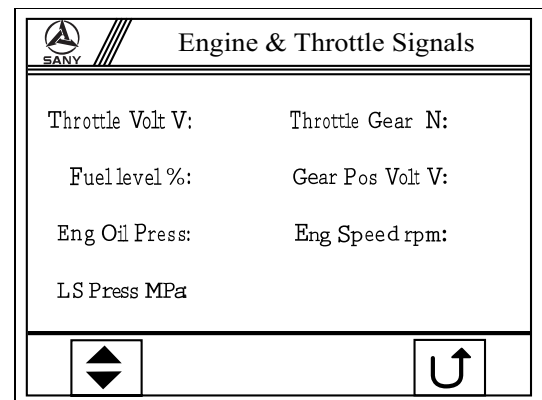 SANY
Engine & Throttle Signals
Throttle Volt V: Throttle Gear N:
Fuel level %: Gear Pos Volt V:
Eng Oil Press: Eng Speed rpm:
LS Press MPa: